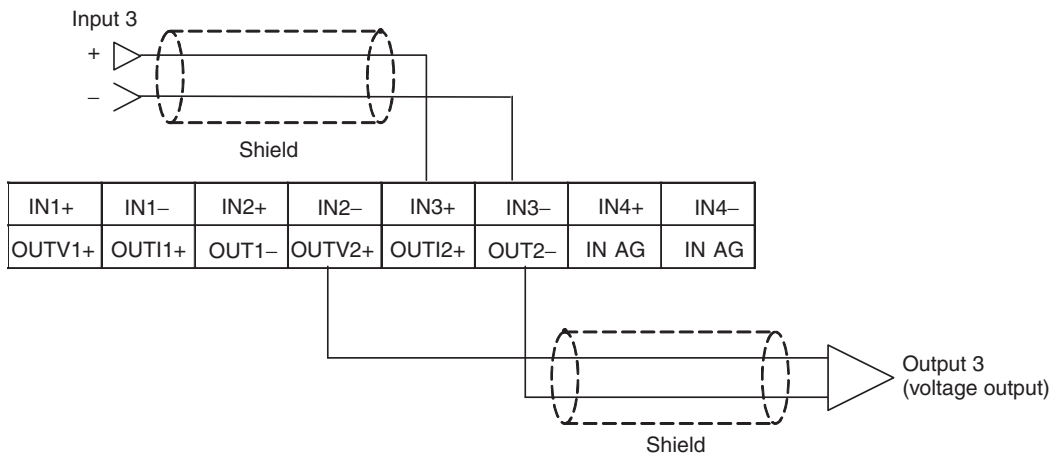 Input 3
+
–
Shield
IN1+ IN1– IN2+ IN2– IN3+ IN3– IN4+ IN4–
OUTV1+ OUTI1+ OUT1– OUTV2+ OUTI2+ OUT2– IN AG IN AG
Output 3
(voltage output)
Shield